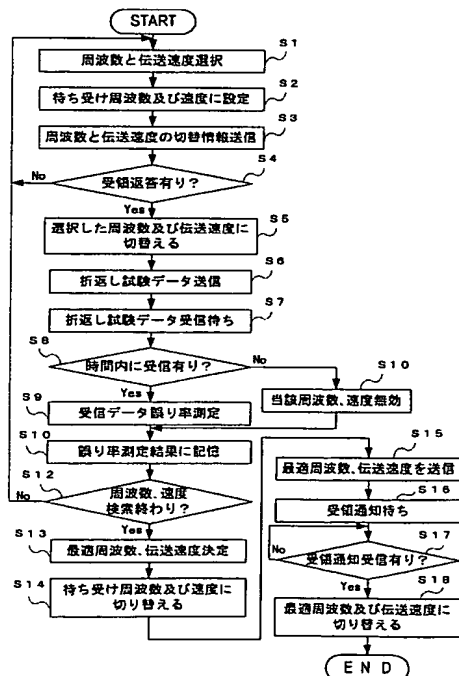 START
S1
周波数と伝送速度選択
S2
待ち受け周波数及び速度に設定
S3
周波数と伝送速度の切替情報送信
S4
No
受領返答有り？
Yes
S5
選択した周波数及び伝送速度に
切替える
S6
折返し試験データ送信
S7
折返し試験データ受信待ち
S8
時間内に受信有り？
No
S10
当該周波数、速度無効
Yes
S9
受信データ誤り率測定
S10
誤り率測定結果に記憶
S12
No
周波数、速度
検索終わり？
Yes
S13
最適周波数、伝送速度決定
S14
待ち受け周波数及び速度に
切り替える
S15
最適周波数、伝送速度を送信
S16
受領通知待ち
S17
No
受領通知受信有り？
Yes
S18
最適周波数及び伝送速度に
切り替える
END